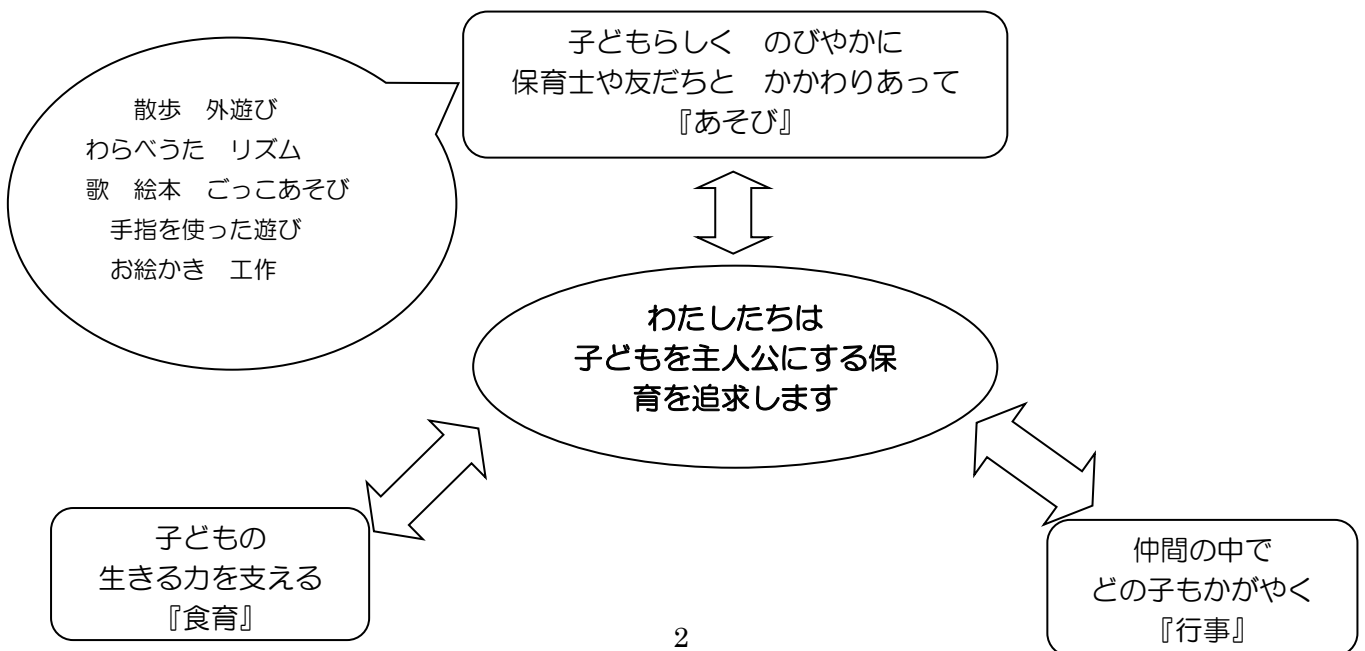 子どもらしく　のびやかに
保育士や友だちと　かかわりあって
『あそび』
散歩　外遊び
わらべうた　リズム
歌　絵本　ごっこあそび
手指を使った遊び
お絵かき　工作
わたしたちは
子どもを主人公にする保
育を追求します
子どもの
生きる力を支える
『食育』
仲間の中で
どの子もかがやく
『行事』
2